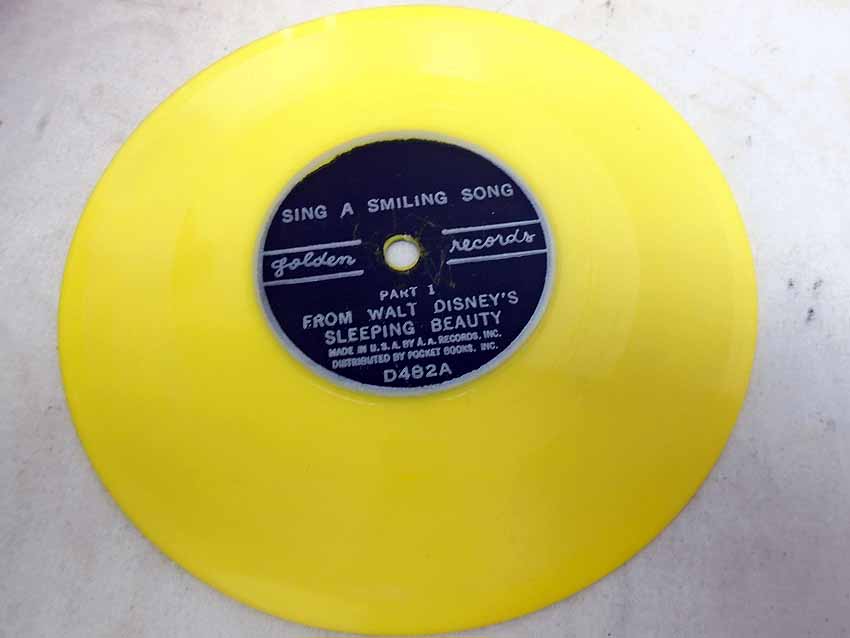 SING A SMILING SONG
golden records
PART 1
FROM WALT DISNEY'S
SLEEPING BEAUTY
MADE IN U.S.A. BY A.A. RECORDS, INC.
DISTRIBUTED BY POCKET BOOKS, INC.
D482A